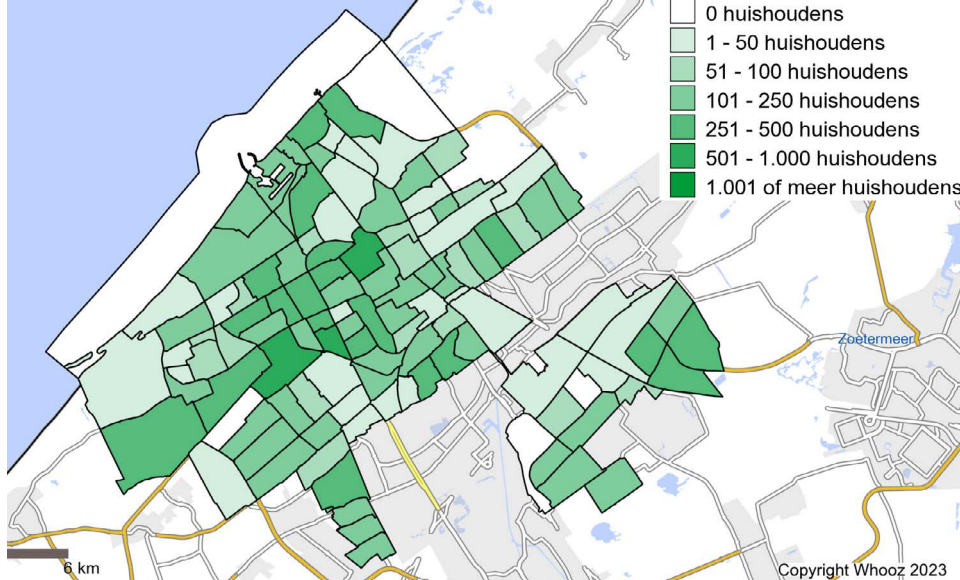 0 huishoudens
1 - 50 huishoudens
51 - 100 huishoudens
101 - 250 huishoudens
251 - 500 huishoudens
501 - 1.000 huishoudens
1.001 of meer huishoudens
Zoetermeer
6 km
Copyright Whooz 2023